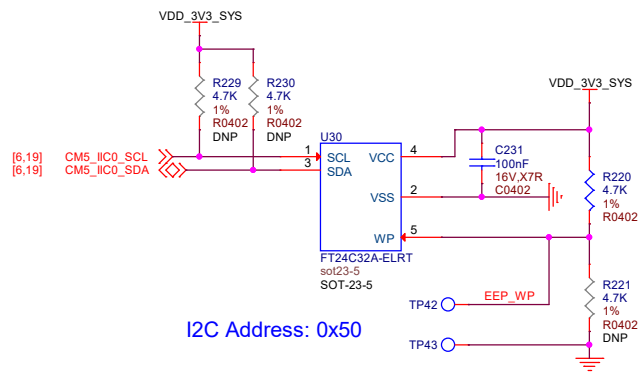 VDD_3V3_SYS
R229
4.7K
1%
R0402
DNP
R230
4.7K
1%
R0402
DNP
VDD_3V3_SYS
U30
[6,19] CM5_IIC0_SCL
[6,19] CM5_IIC0_SDA
1
3
SCL
SDA
VCC
VSS
WP
4
2
5
C231
100nF
16V,X7R
C0402
R220
4.7K
1%
R0402
FT24C32A-ELRT
sot23-5
SOT-23-5
EEP_WP
TP42
TP43
R221
4.7K
1%
R0402
DNP
I2C Address: 0x50